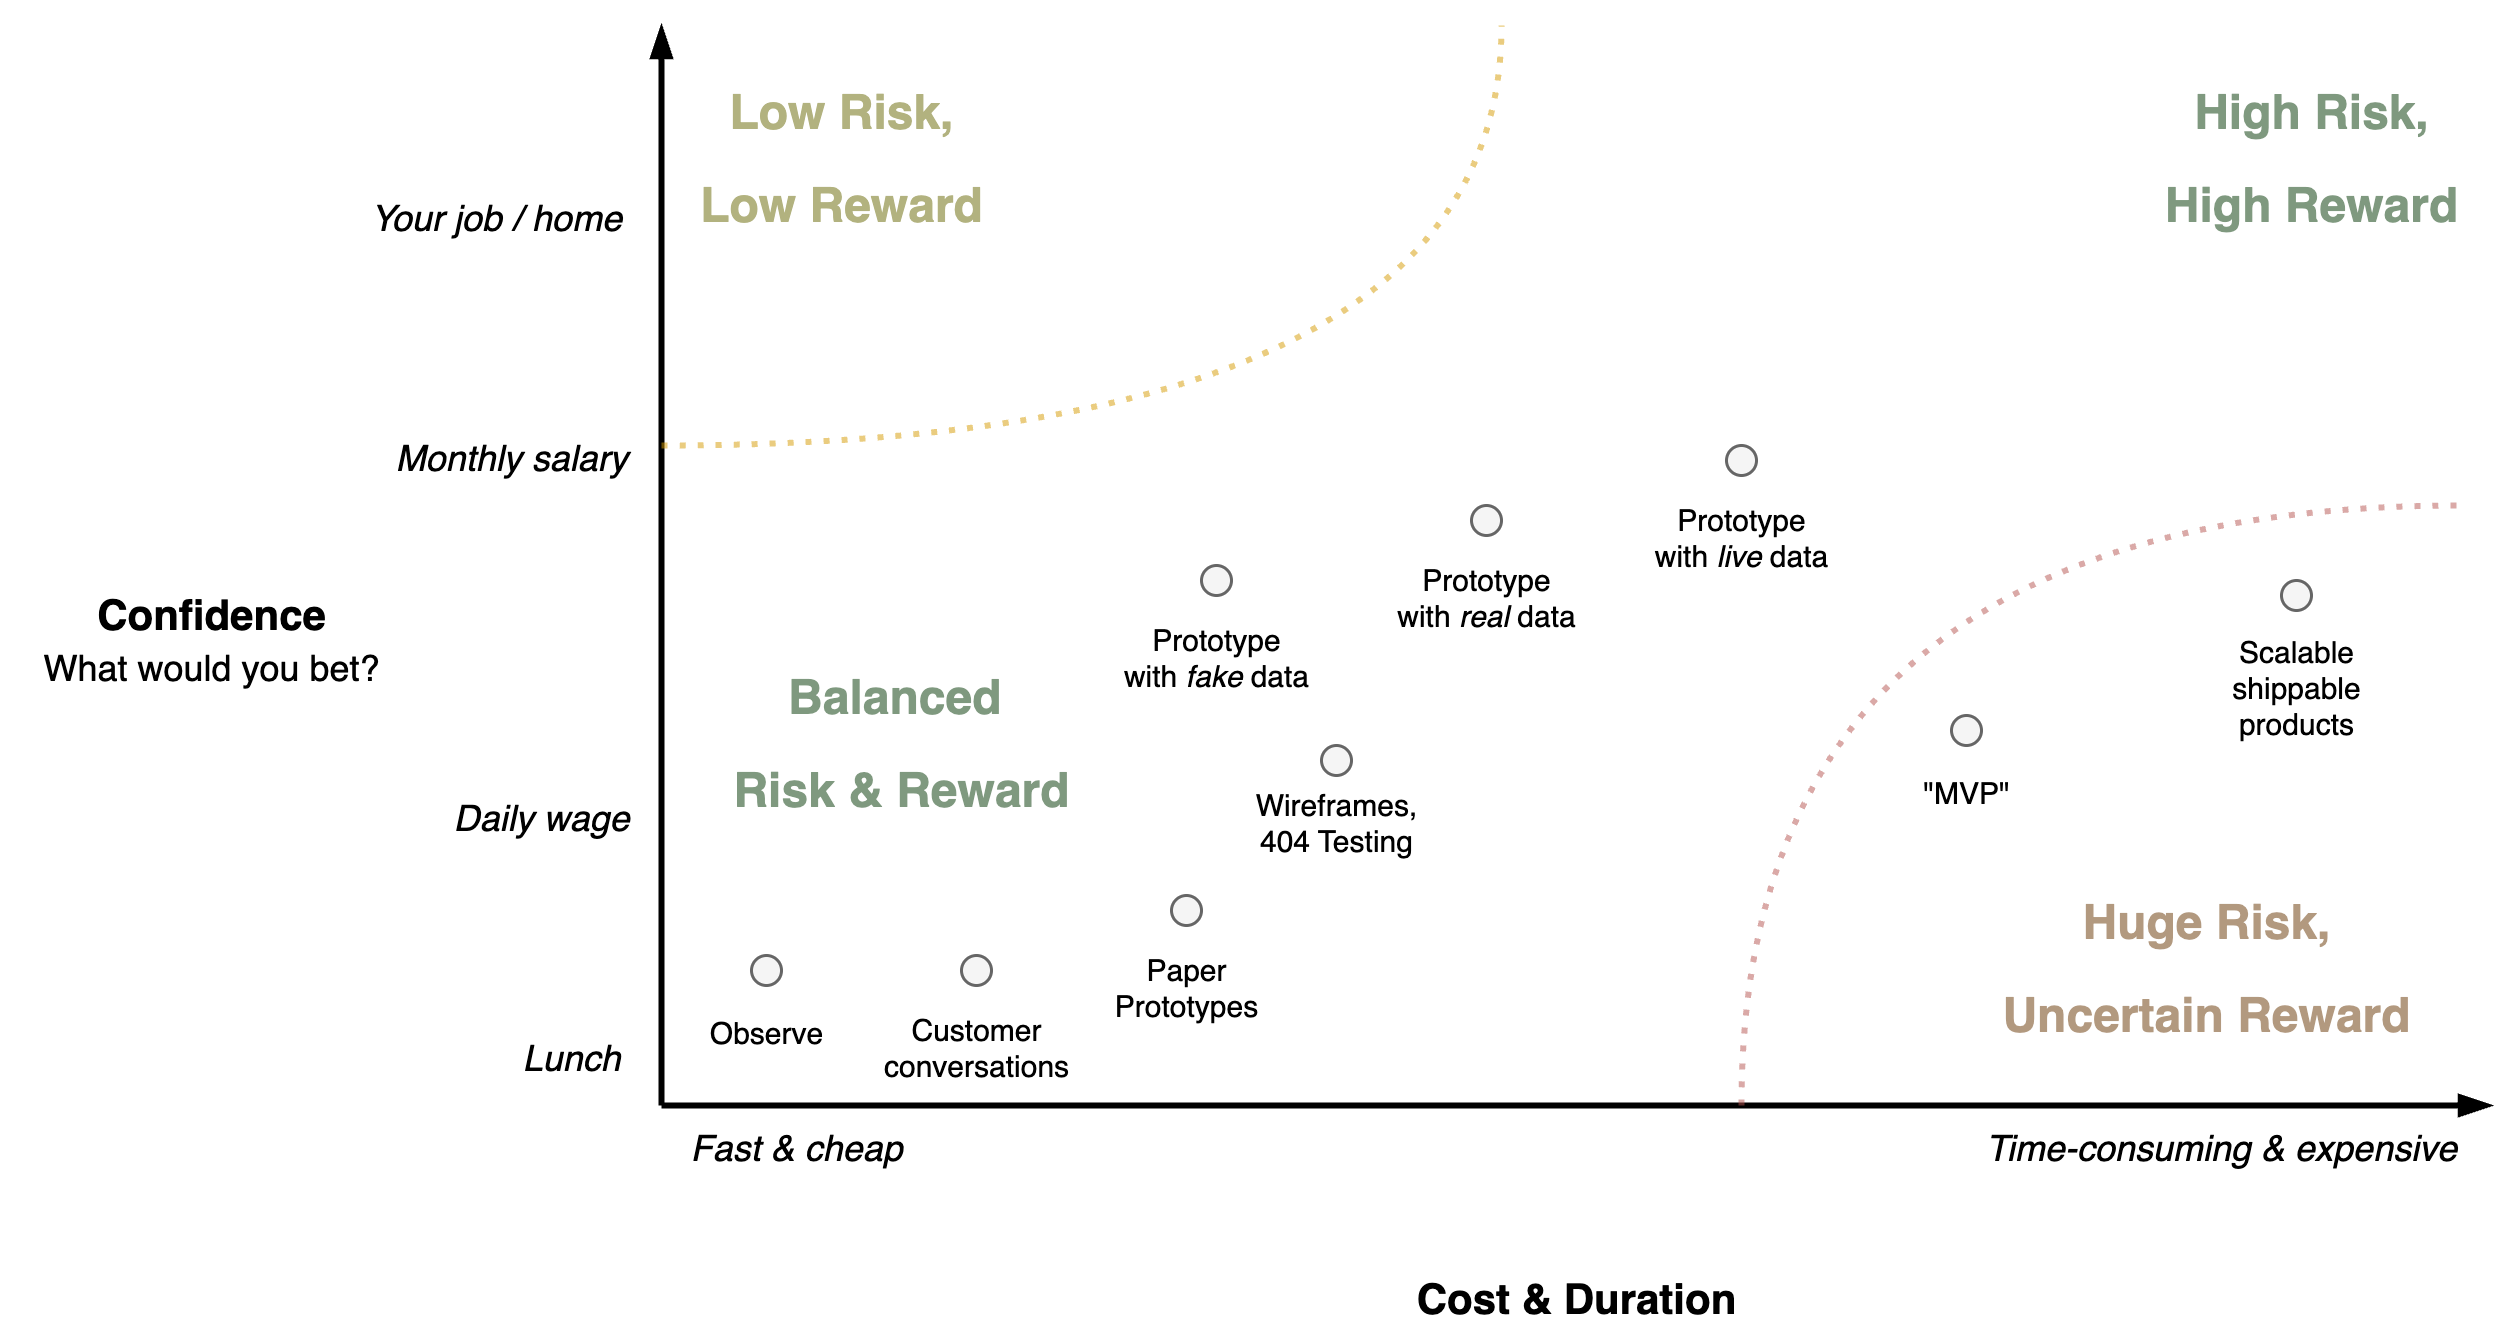 Low Risk,
Low Reward
High Risk,
High Reward
Your job / home
Monthly salary
Prototype
with live data
Prototype
with real data
Confidence
What would you bet?
Prototype
with fake data
Scalable
shippable
products
Balanced
Risk & Reward
"MVP"
Daily wage
Wireframes,
404 Testing
Huge Risk,
Uncertain Reward
Paper
Prototypes
Observe
Customer
conversations
Lunch
Fast & cheap
Time-consuming & expensive
Cost & Duration